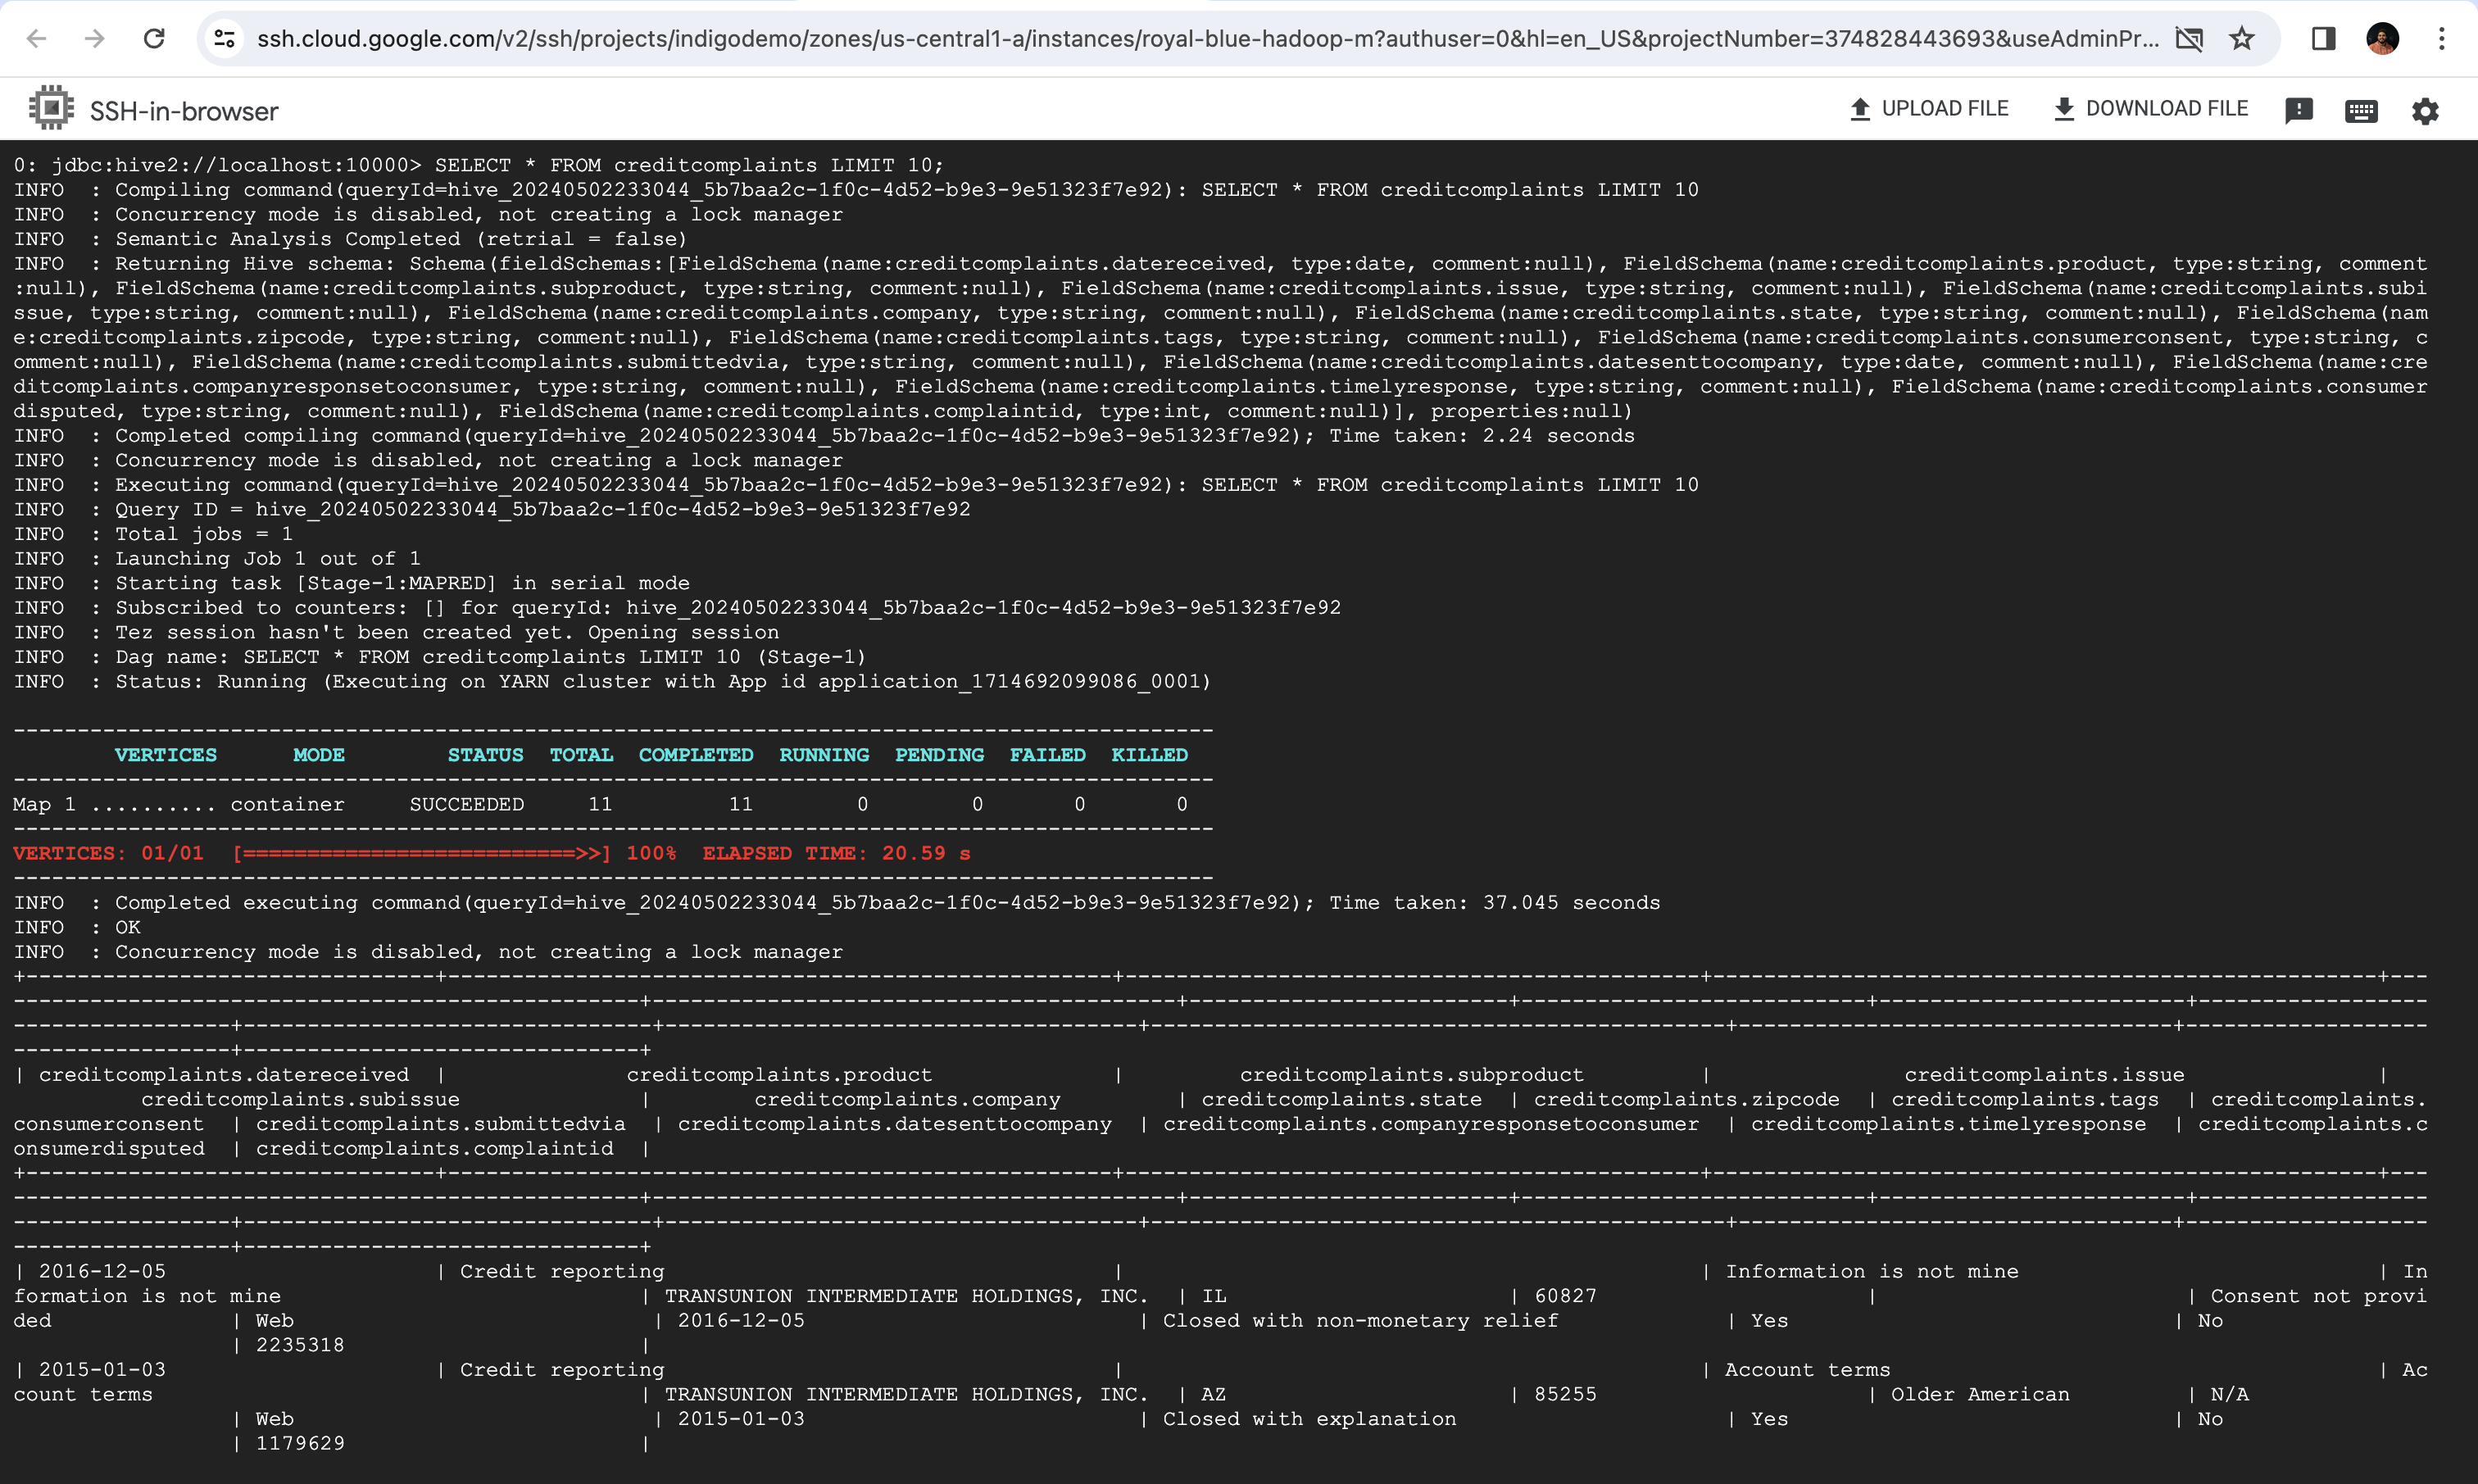 ssh.cloud.google.com/v2/ssh/projects/indigodemo/zones/us-central1-a/instances/royal-blue-hadoop-m?authuser=0&hl=en_US&projectNumber=374828443693&useAdminPr...
SSH-in-browser UPLOAD FILE DOWNLOAD FILE
0: jdbc:hive2://localhost:10000> SELECT * FROM creditcomplaints LIMIT 10;
INFO  : Compiling command(queryId=hive_20240502233044_5b7baa2c-1f0c-4d52-b9e3-9e51323f7e92): SELECT * FROM creditcomplaints LIMIT 10
INFO  : Concurrency mode is disabled, not creating a lock manager
INFO  : Semantic Analysis Completed (retrial = false)
INFO  : Returning Hive schema: Schema(fieldSchemas:[FieldSchema(name:creditcomplaints.datereceived, type:date, comment:null), FieldSchema(name:creditcomplaints.product, type:string, comment
:null), FieldSchema(name:creditcomplaints.subproduct, type:string, comment:null), FieldSchema(name:creditcomplaints.issue, type:string, comment:null), FieldSchema(name:creditcomplaints.subi
ssue, type:string, comment:null), FieldSchema(name:creditcomplaints.company, type:string, comment:null), FieldSchema(name:creditcomplaints.state, type:string, comment:null), FieldSchema(nam
e:creditcomplaints.zipcode, type:string, comment:null), FieldSchema(name:creditcomplaints.tags, type:string, comment:null), FieldSchema(name:creditcomplaints.consumerconsent, type:string, c
omment:null), FieldSchema(name:creditcomplaints.submittedvia, type:string, comment:null), FieldSchema(name:creditcomplaints.datesenttocompany, type:date, comment:null), FieldSchema(name:cre
ditcomplaints.companyresponsetoconsumer, type:string, comment:null), FieldSchema(name:creditcomplaints.timelyresponse, type:string, comment:null), FieldSchema(name:creditcomplaints.consumer
disputed, type:string, comment:null), FieldSchema(name:creditcomplaints.complaintid, type:int, comment:null)], properties:null)
INFO  : Completed compiling command(queryId=hive_20240502233044_5b7baa2c-1f0c-4d52-b9e3-9e51323f7e92); Time taken: 2.24 seconds
INFO  : Concurrency mode is disabled, not creating a lock manager
INFO  : Executing command(queryId=hive_20240502233044_5b7baa2c-1f0c-4d52-b9e3-9e51323f7e92): SELECT * FROM creditcomplaints LIMIT 10
INFO  : Query ID = hive_20240502233044_5b7baa2c-1f0c-4d52-b9e3-9e51323f7e92
INFO  : Total jobs = 1
INFO  : Launching Job 1 out of 1
INFO  : Starting task [Stage-1:MAPRED] in serial mode
INFO  : Subscribed to counters: [] for queryId: hive_20240502233044_5b7baa2c-1f0c-4d52-b9e3-9e51323f7e92
INFO  : Tez session hasn't been created yet. Opening session
INFO  : Dag name: SELECT * FROM creditcomplaints LIMIT 10 (Stage-1)
INFO  : Status: Running (Executing on YARN cluster with App id application_1714692099086_0001)
VERTICES MODE STATUS TOTAL COMPLETED RUNNING PENDING FAILED KILLED
Map 1 .......... container SUCCEEDED 11 11 0 0 0 0
VERTICES: 01/01 [==========================>>] 100% ELAPSED TIME: 20.59 s
INFO  : Completed executing command(queryId=hive_20240502233044_5b7baa2c-1f0c-4d52-b9e3-9e51323f7e92); Time taken: 37.045 seconds
INFO  : OK
INFO  : Concurrency mode is disabled, not creating a lock manager
| creditcomplaints.datereceived | creditcomplaints.product | creditcomplaints.subproduct | creditcomplaints.issue |
creditcomplaints.subissue | creditcomplaints.company | creditcomplaints.state | creditcomplaints.zipcode | creditcomplaints.tags | creditcomplaints.
consumerconsent | creditcomplaints.submittedvia | creditcomplaints.datesenttocompany | creditcomplaints.companyresponsetoconsumer | creditcomplaints.timelyresponse | creditcomplaints.c
onsumerdisputed | creditcomplaints.complaintid |
| 2016-12-05 | Credit reporting | | Information is not mine | In
formation is not mine | TRANSUNION INTERMEDIATE HOLDINGS, INC. | IL | 60827 | | Consent not provi
ded | Web | 2016-12-05 | Closed with non-monetary relief | Yes | No
| 2235318 |
| 2015-01-03 | Credit reporting | | Account terms | Ac
count terms | TRANSUNION INTERMEDIATE HOLDINGS, INC. | AZ | 85255 | Older American | N/A
| Web | 2015-01-03 | Closed with explanation | Yes | No
| 1179629 |